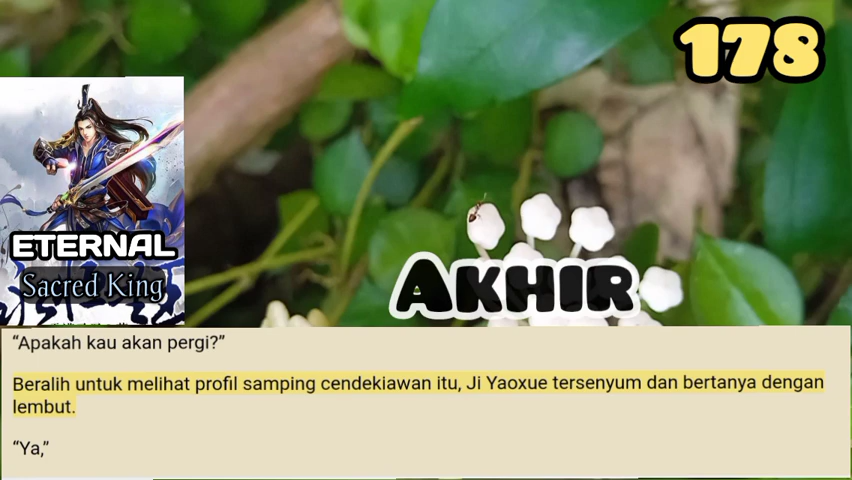 178
ETERNAL
Sacred King
AKHIR
“Apakah kau akan pergi?”
Beralih untuk melihat profil samping cendekiawan itu, Ji Yaoxue tersenyum dan bertanya dengan
lembut.
“Ya,”